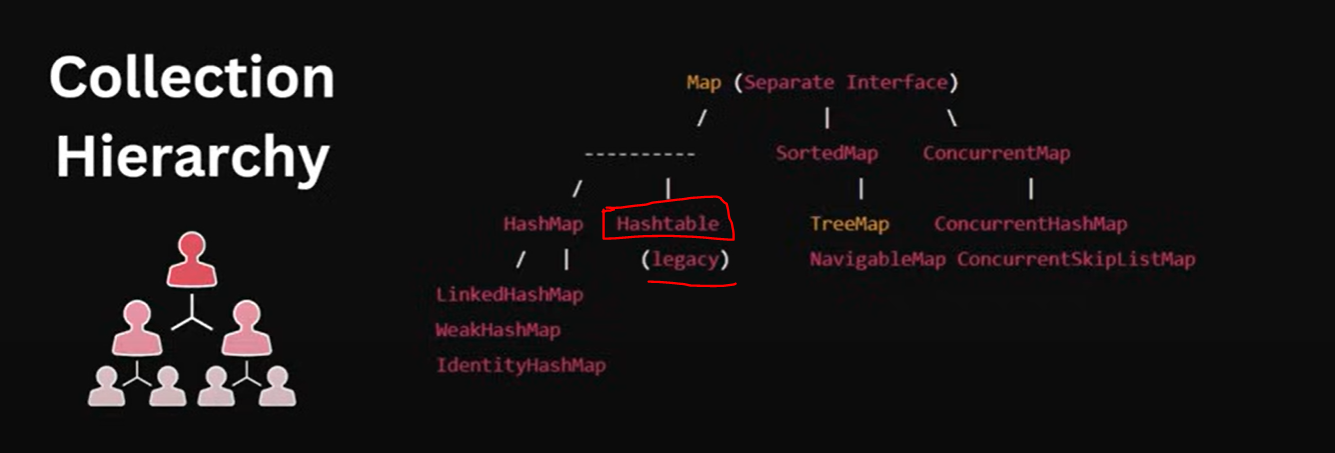 Collection
Hierarchy
Map (Separate Interface)
/ | \
---------- SortedMap ConcurrentMap
/ | | |
HashMap Hashtable TreeMap ConcurrentHashMap
/ | (legacy) NavigableMap ConcurrentSkipListMap
LinkedHashMap
WeakHashMap
IdentityHashMap